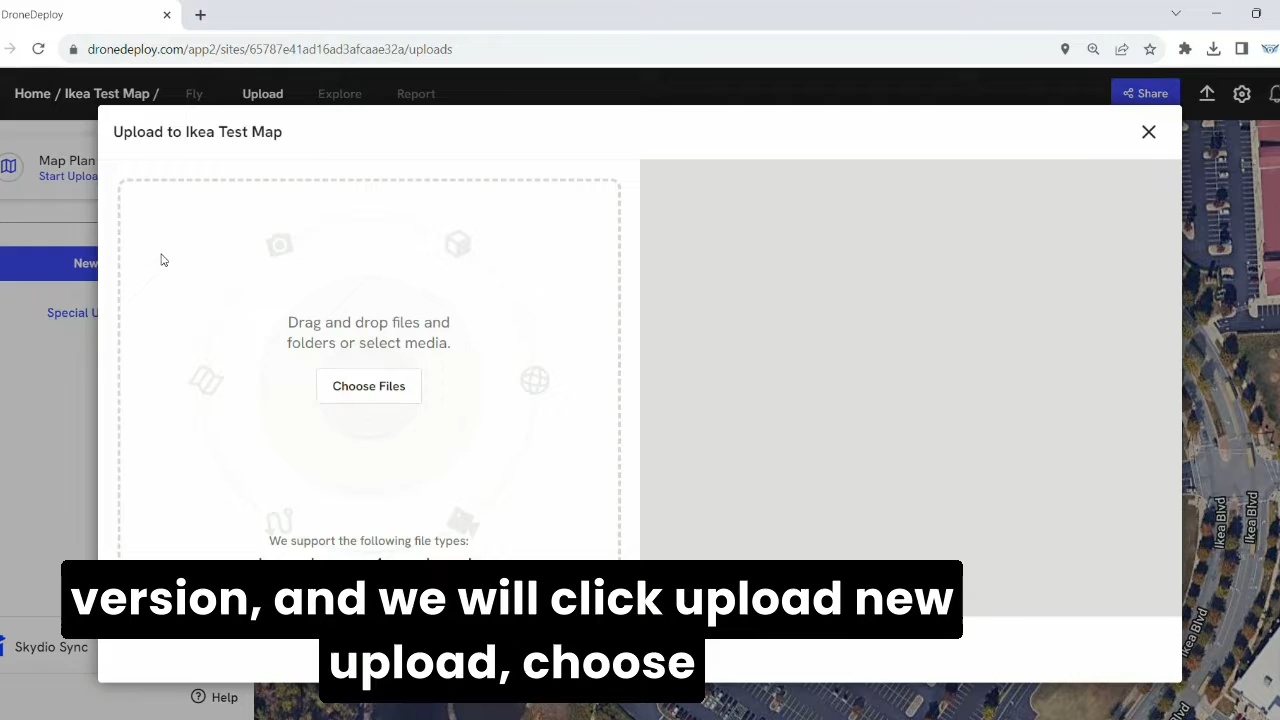 DroneDeploy
dronedeploy.com/app2/sites/65787e41ad16ad3afcaae32a/uploads
Home / Ikea Test Map / Fly Upload Explore Report Share
Upload to Ikea Test Map
Map Plan
Start Uploa
New
Special U
Drag and drop files and
folders or select media.
Choose Files
We support the following file types:
version, and we will click upload new
upload, choose
Skydio Sync
Help
Ikea Blvd
Ikea Blvd
Ikea Blvd
Blvd